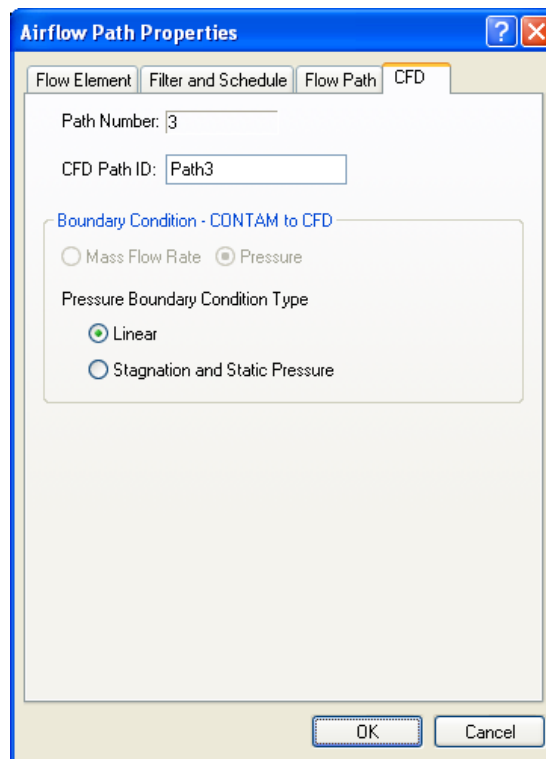 Airflow Path Properties
Flow Element Filter and Schedule Flow Path CFD
Path Number: 3
CFD Path ID: Path3
Boundary Condition - CONTAM to CFD
Mass Flow Rate Pressure
Pressure Boundary Condition Type
Linear
Stagnation and Static Pressure
OK Cancel